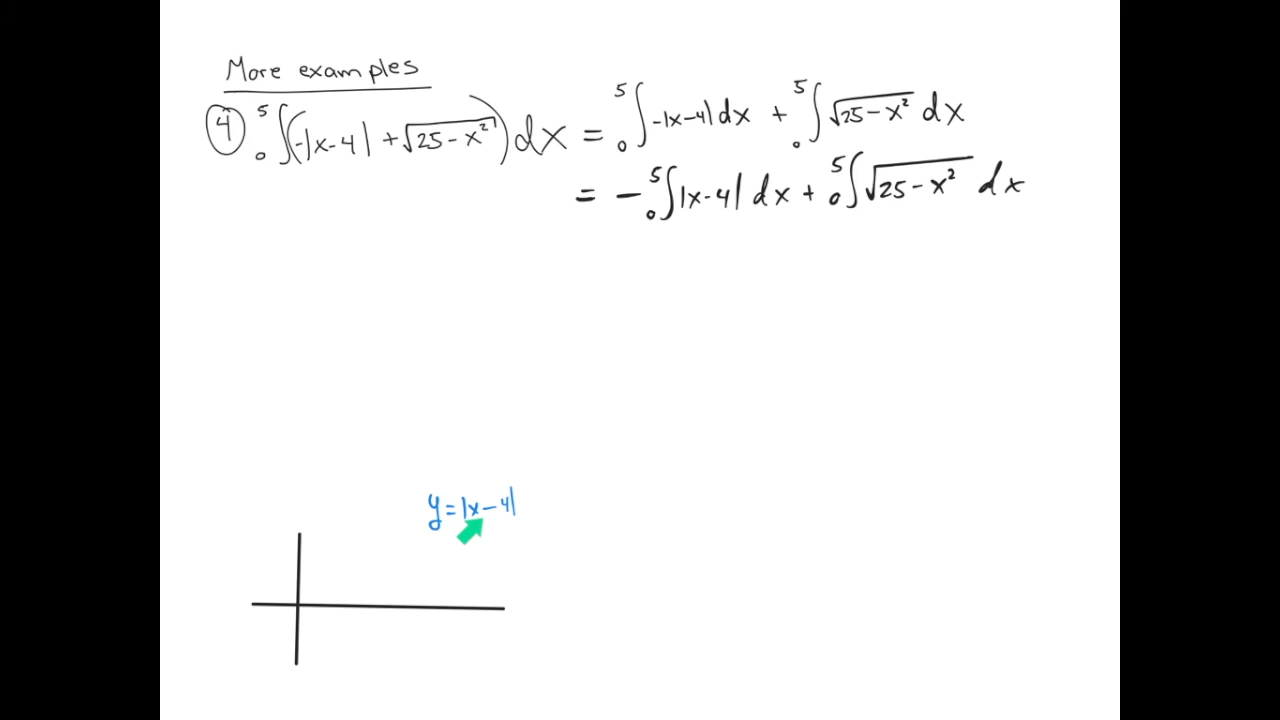 More examples
④ ₀⁵∫(-|x-4| + √(25-x²)) dx = ₀⁵∫ -|x-4| dx + ₀⁵∫ √(25-x²) dx
= - ₀⁵∫ |x-4| dx + ₀⁵∫ √(25-x²) dx
y = |x-4|